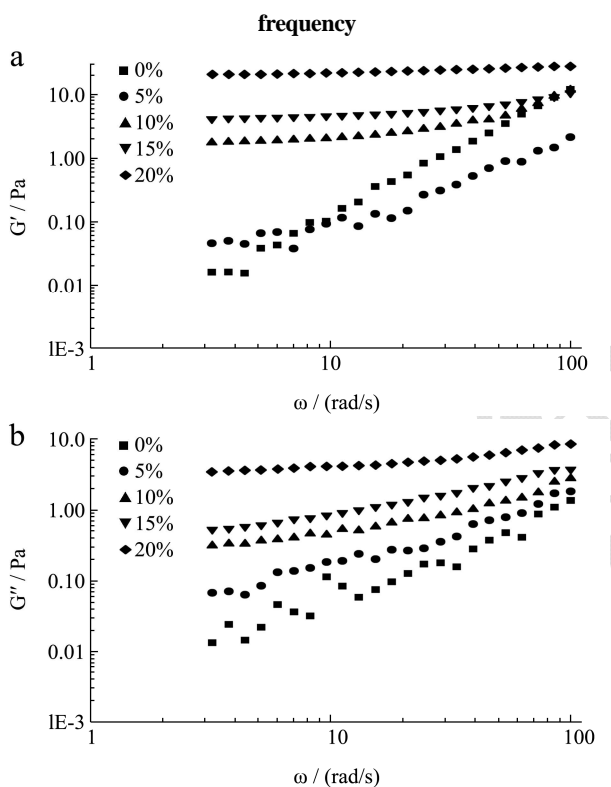 frequency
a
0%
5%
10%
15%
20%
10.0
1.00
0.10
0.01
lE-3
G′ / Pa
1 10 100
ω / (rad/s)
b
0%
5%
10%
15%
20%
10.0
1.00
0.10
0.01
lE-3
G″ / Pa
1 10 100
ω / (rad/s)